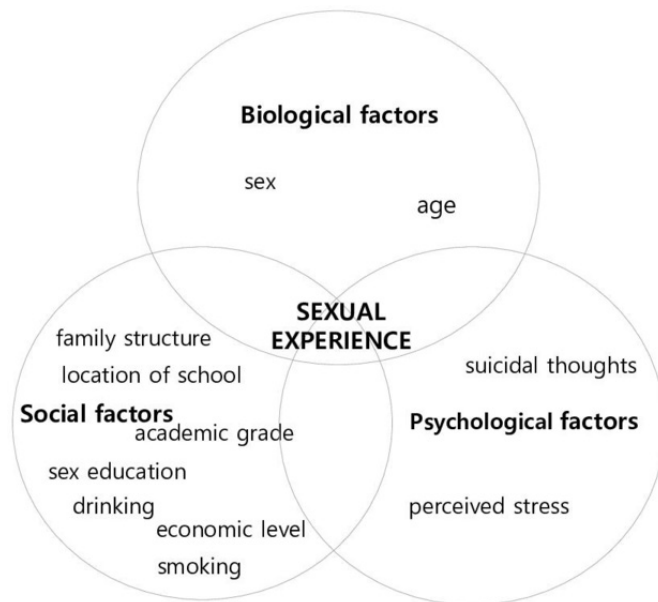 Biological factors
sex
age
SEXUAL
EXPERIENCE
family structure
location of school
Social factors
academic grade
sex education
drinking
economic level
smoking
suicidal thoughts
Psychological factors
perceived stress